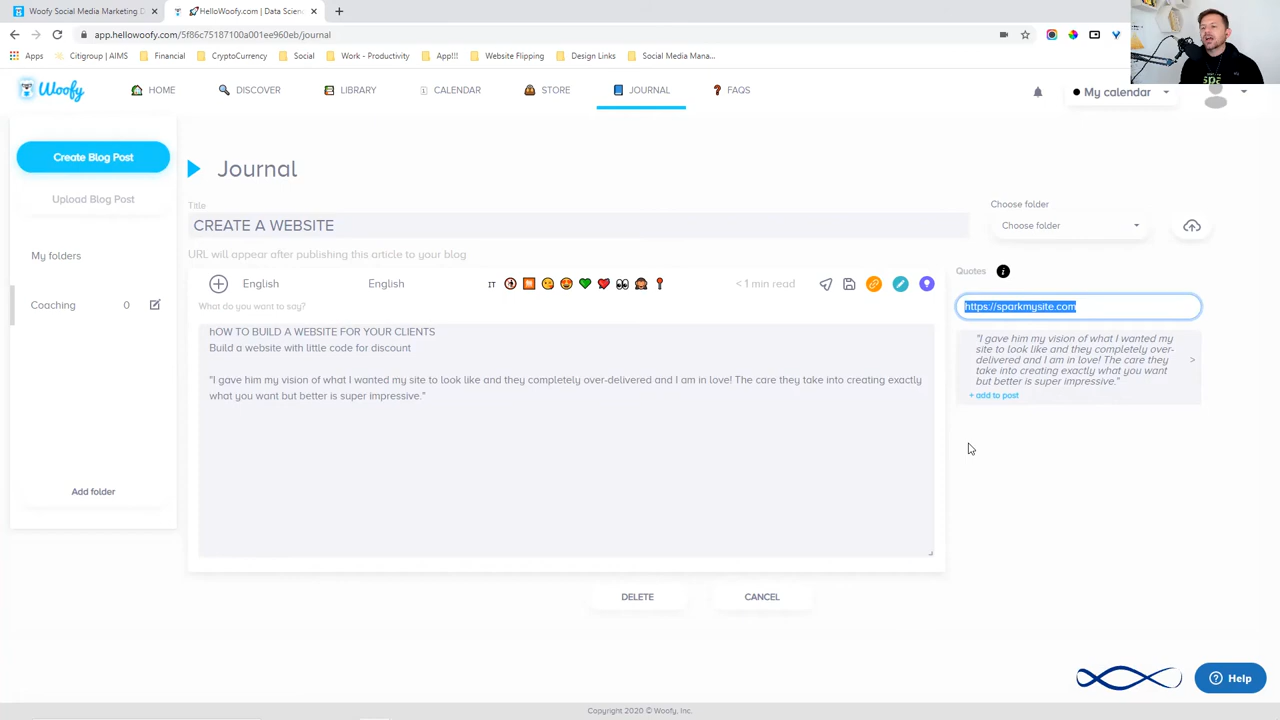 Woofy Social Media Marketing D
HelloWoofy.com | Data Scienc
app.hellowoofy.com/5f86c75187100a001ee960eb/journal
Apps
Citigroup | AIMS
Financial
CryptoCurrency
Social
Work - Productivity
App!!!
Website Flipping
Design Links
Social Media Mana...
Woofy
HOME
DISCOVER
LIBRARY
CALENDAR
STORE
JOURNAL
FAQS
My calendar
Create Blog Post
Upload Blog Post
My folders
Coaching 0
Add folder
Journal
Title
CREATE A WEBSITE
Choose folder
Choose folder
URL will appear after publishing this article to your blog
English
English
IT
< 1 min read
What do you want to say?
hOW TO BUILD A WEBSITE FOR YOUR CLIENTS
Build a website with little code for discount
"I gave him my vision of what I wanted my site to look like and they completely over-delivered and I am in love! The care they take into creating exactly
what you want but better is super impressive."
Quotes
https://sparkmysite.com
"I gave him my vision of what I wanted my
site to look like and they completely over-
delivered and I am in love! The care they
take into creating exactly what you want
but better is super impressive."
>
+ add to post
DELETE
CANCEL
Help
Copyright 2020 © Woofy, Inc.